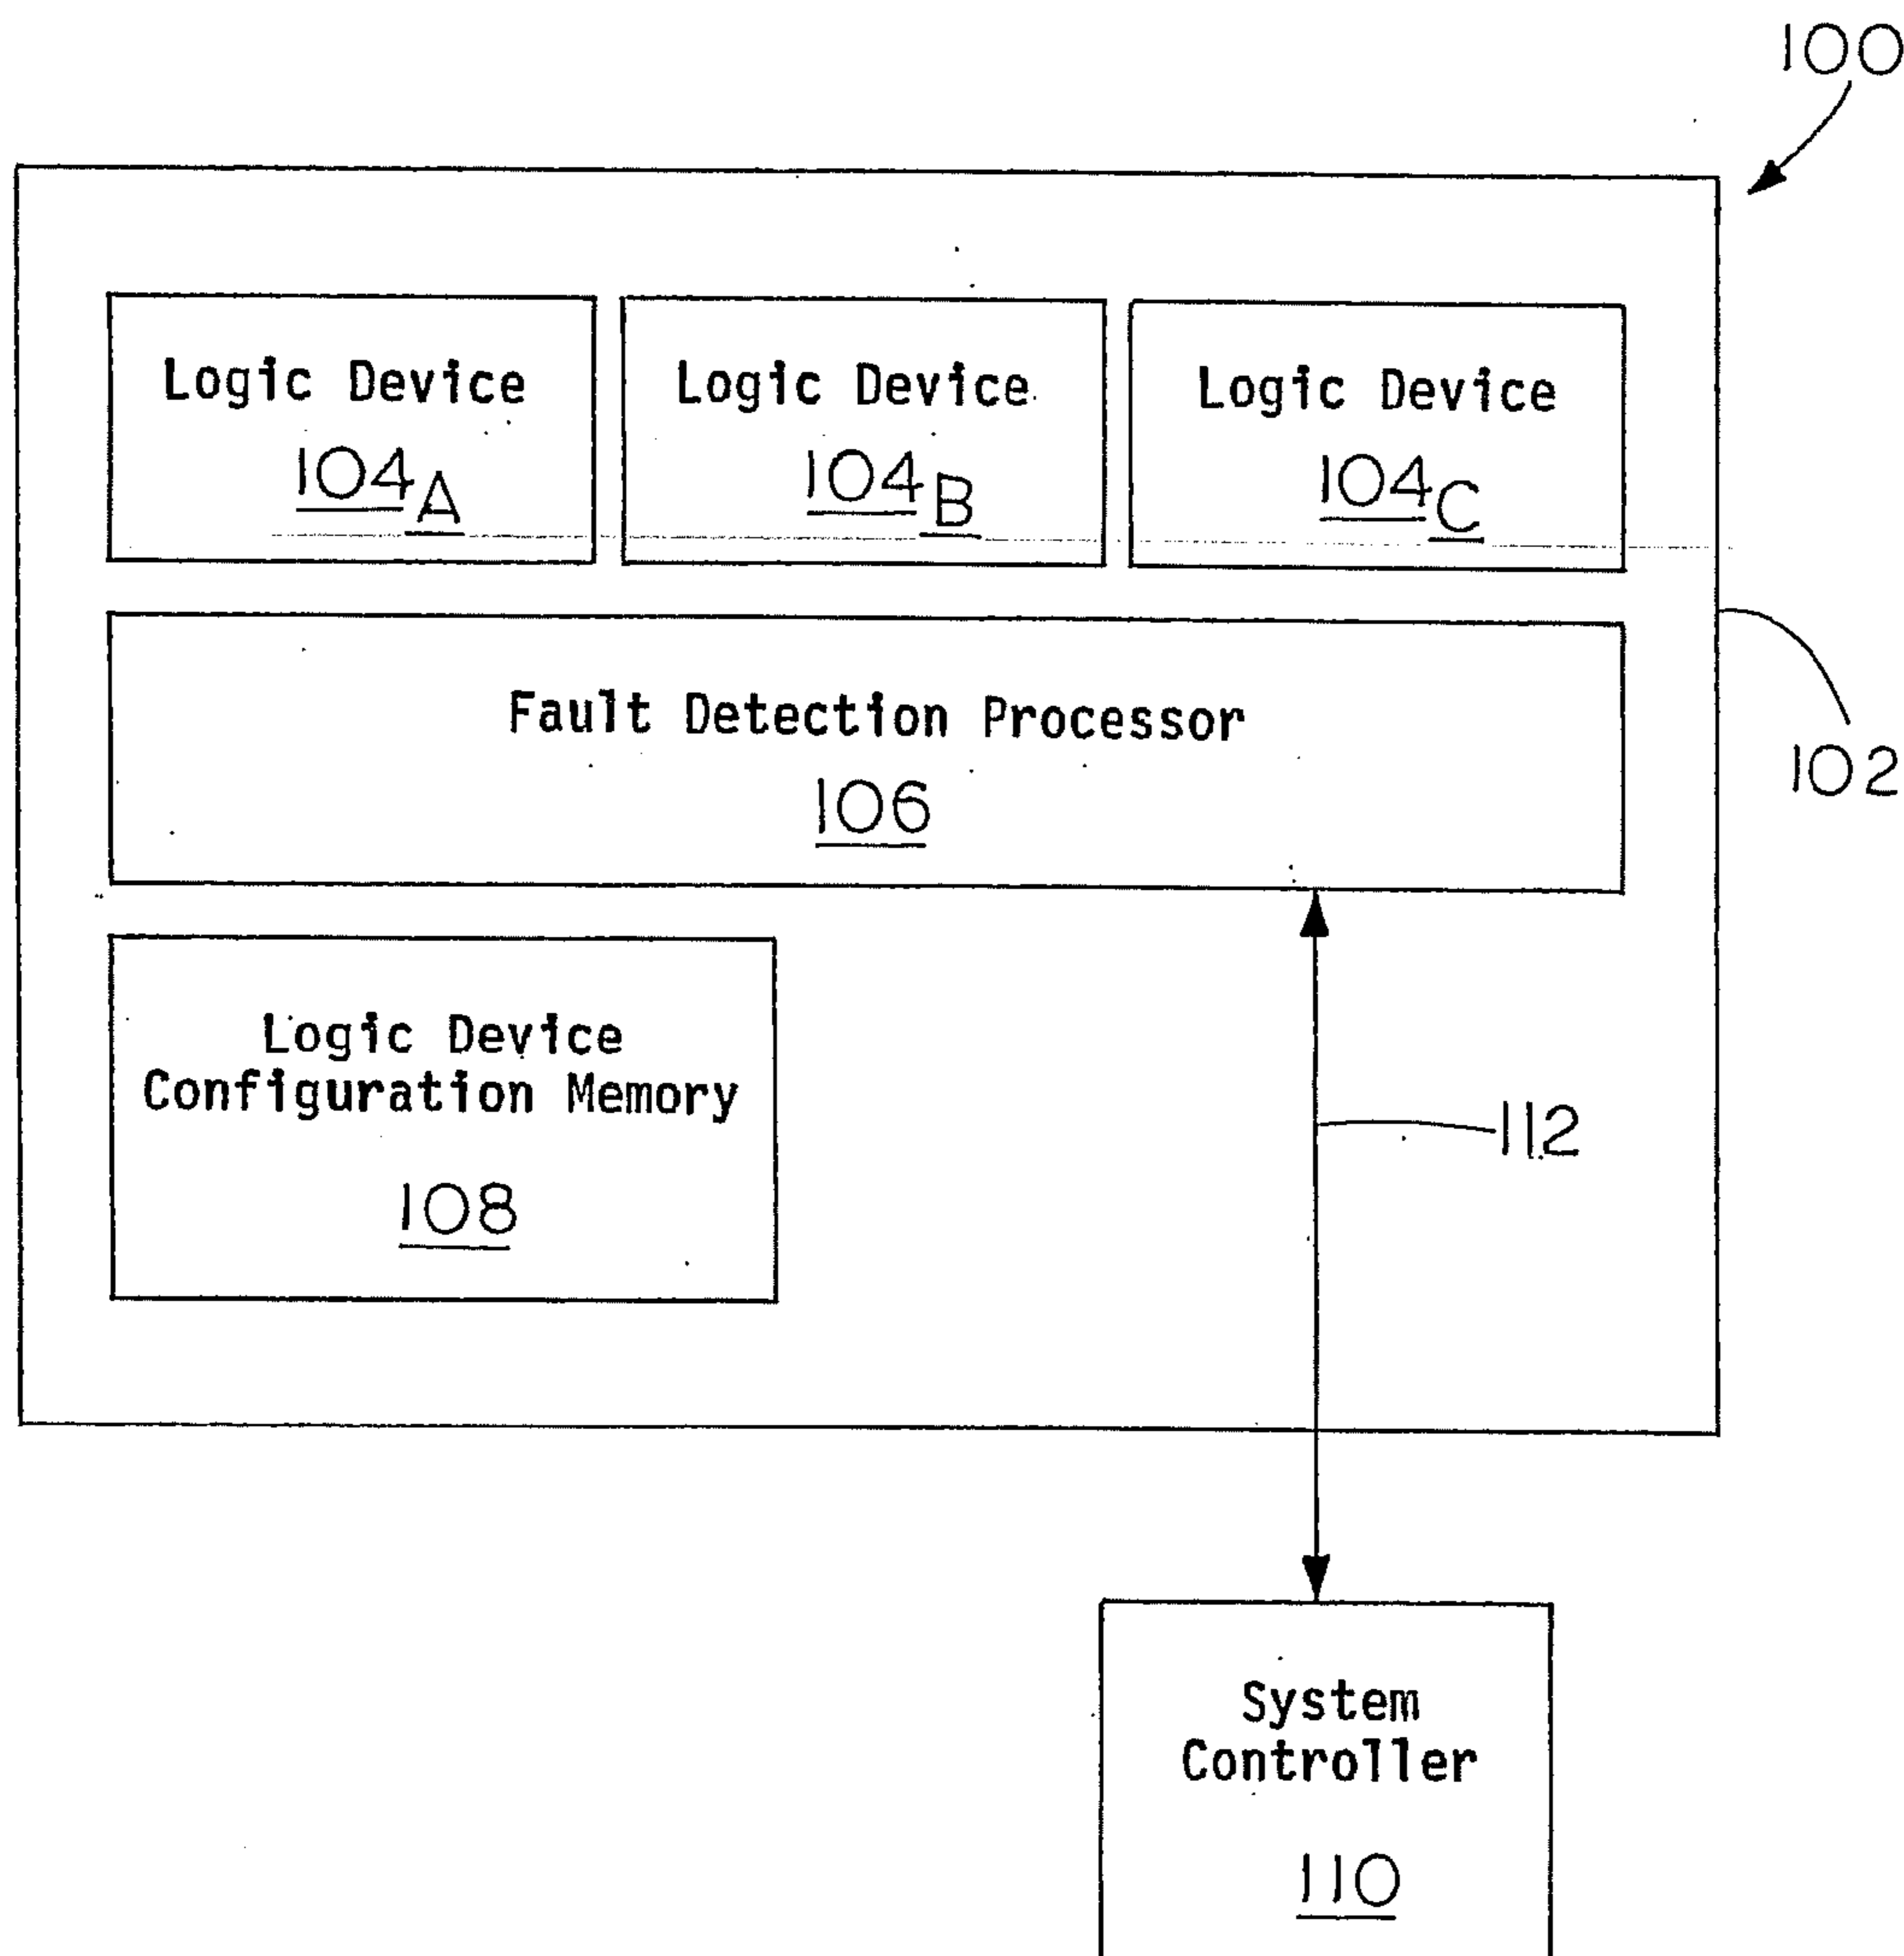 100
Logic Device
104A
Logic Device
104B
Logic Device
104C
Fault Detection Processor
106
102
Logic Device
Configuration Memory
108
112
System
Controller
110